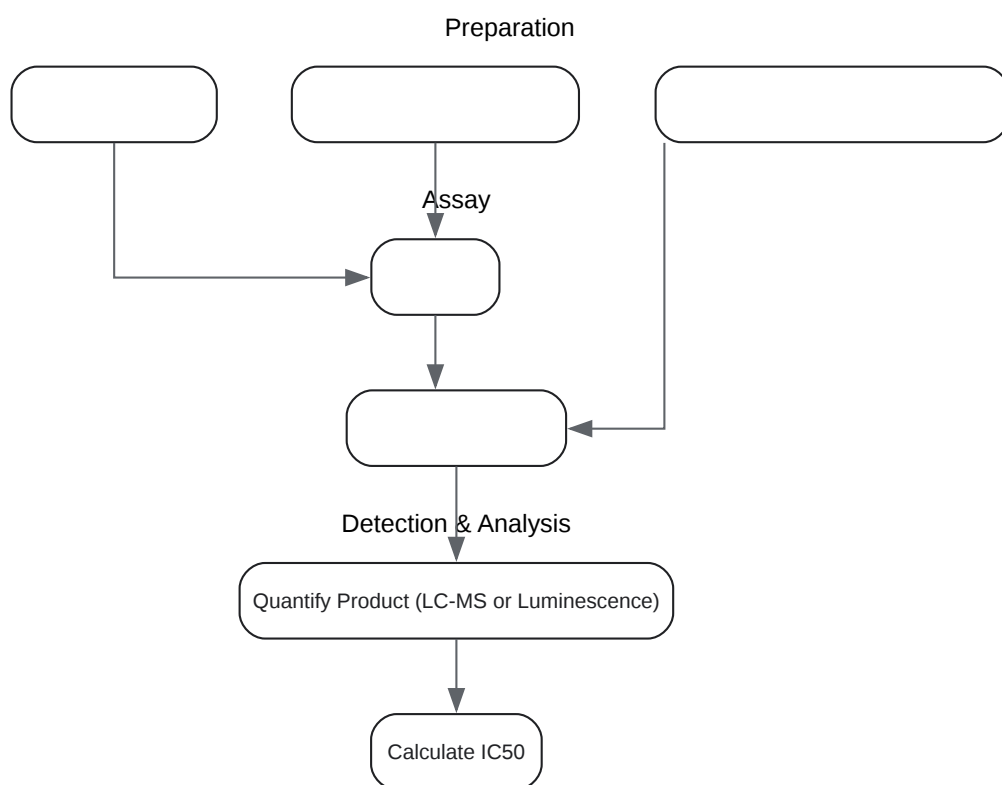 Preparation
Assay
Detection & Analysis
Quantify Product (LC-MS or Luminescence)
Calculate IC50